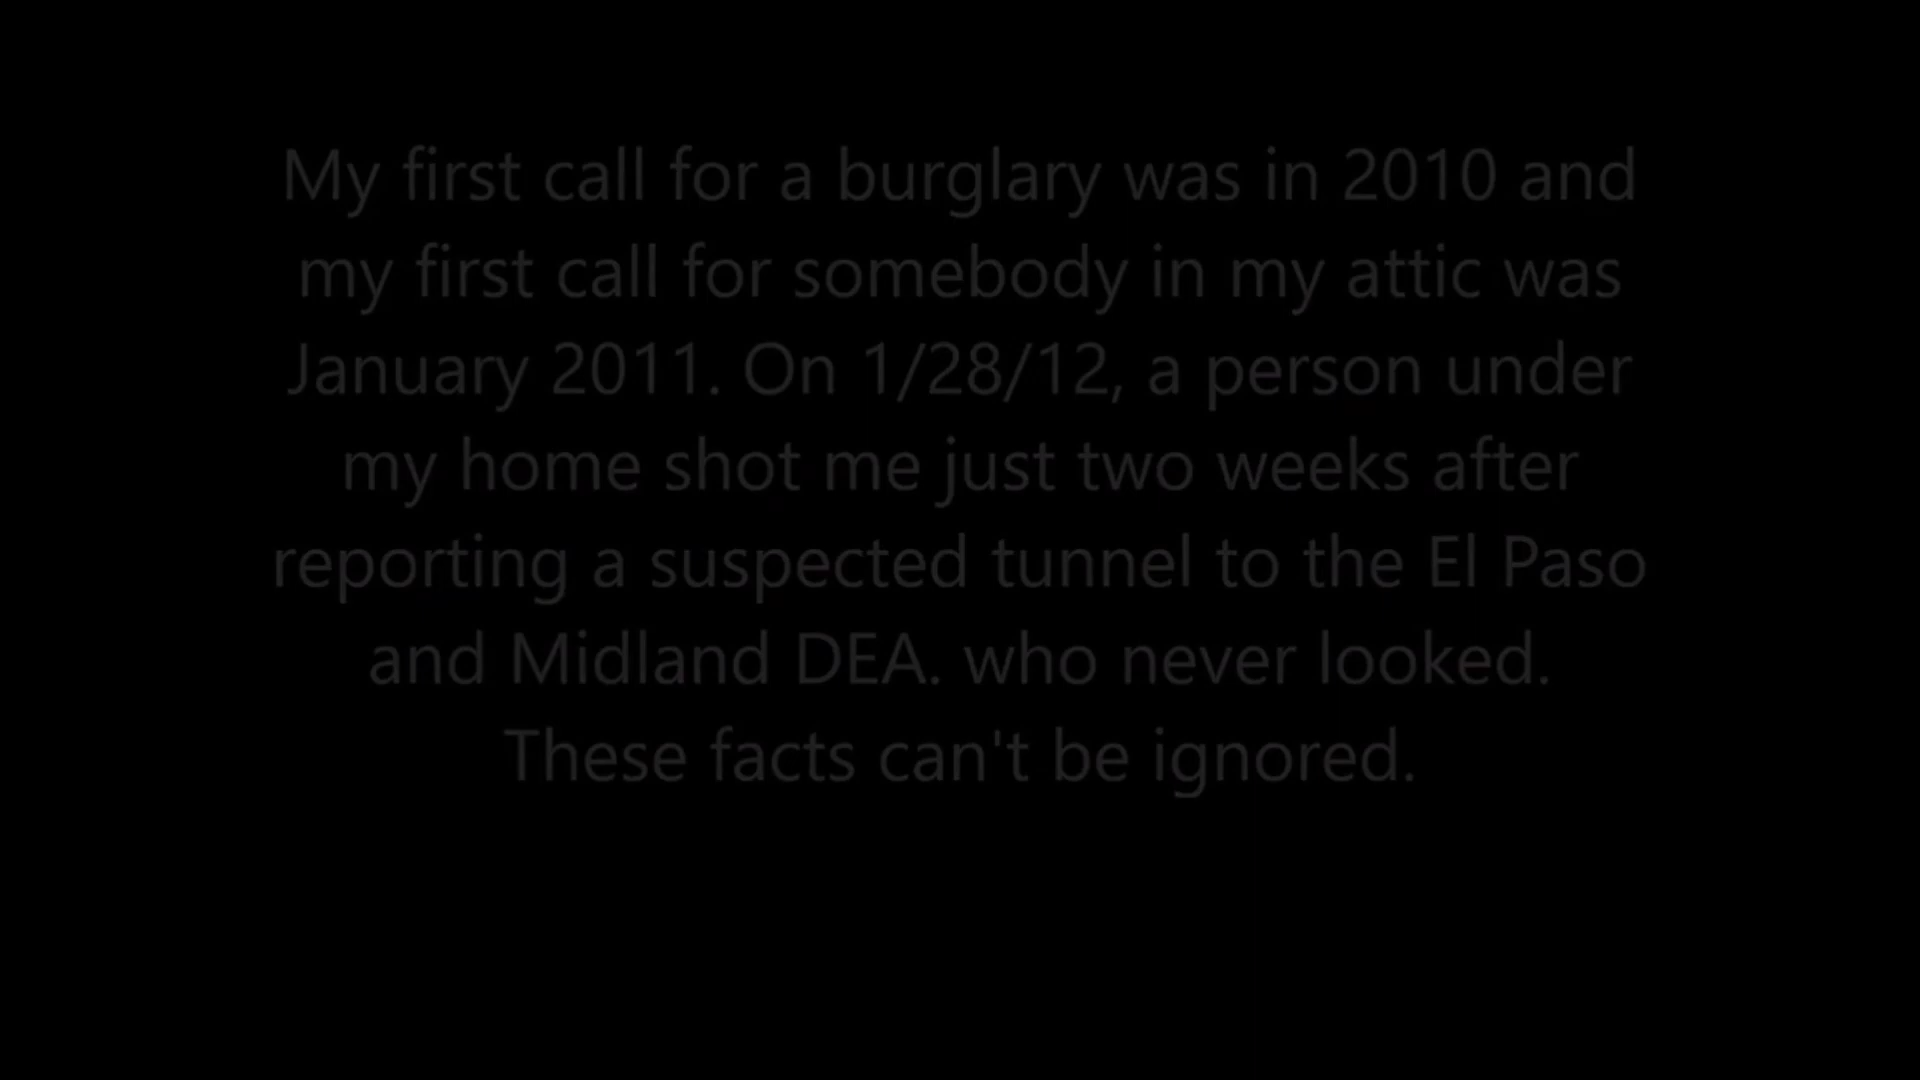 My first call for a burglary was in 2010 and
my first call for somebody in my attic was
January 2011. On 1/28/12, a person under
my home shot me just two weeks after
reporting a suspected tunnel to the El Paso
and Midland DEA. who never looked.
These facts can't be ignored.